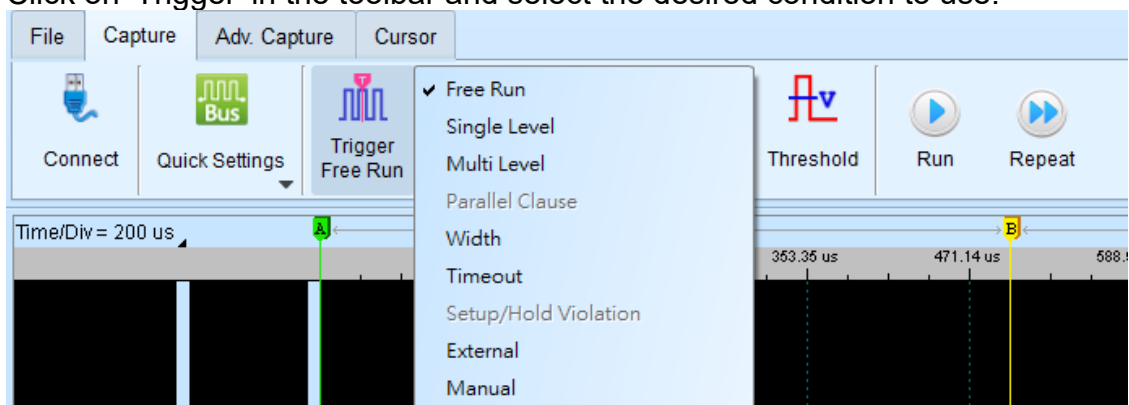 Click on 'Trigger' in the toolbar and select the desired condition to use.
File Capture Adv. Capture Cursor
Connect
Bus
Quick Settings
T
Trigger
Free Run
Free Run
Single Level
Multi Level
Parallel Clause
Width
Timeout
Setup/Hold Violation
External
Manual
V
Threshold
Run
Repeat
Time/Div = 200 us
A
B
353.35 us
471.14 us